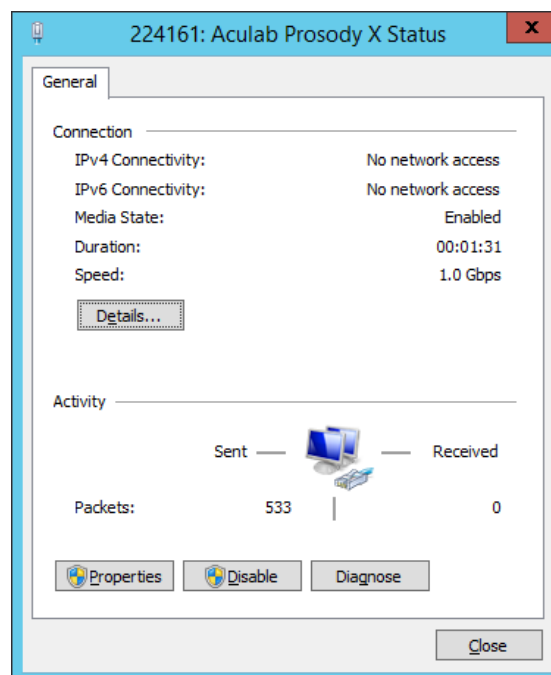 224161: Aculab Prosody X Status
x
General
Connection
IPv4 Connectivity: No network access
IPv6 Connectivity: No network access
Media State: Enabled
Duration: 00:01:31
Speed: 1.0 Gbps
Details...
Activity
Sent Received
Packets: 533 0
Properties Disable Diagnose
Close